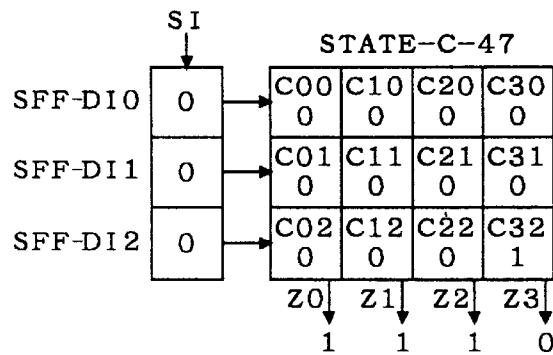 SI
STATE-C-47
SFF-DI0 0 C00 C10 C20 C30
0 0 0 0
SFF-DI1 0 C01 C11 C21 C31
0 0 0 0
SFF-DI2 0 C02 C12 C22 C32
0 0 0 1
Z0 Z1 Z2 Z3
1 1 1 0